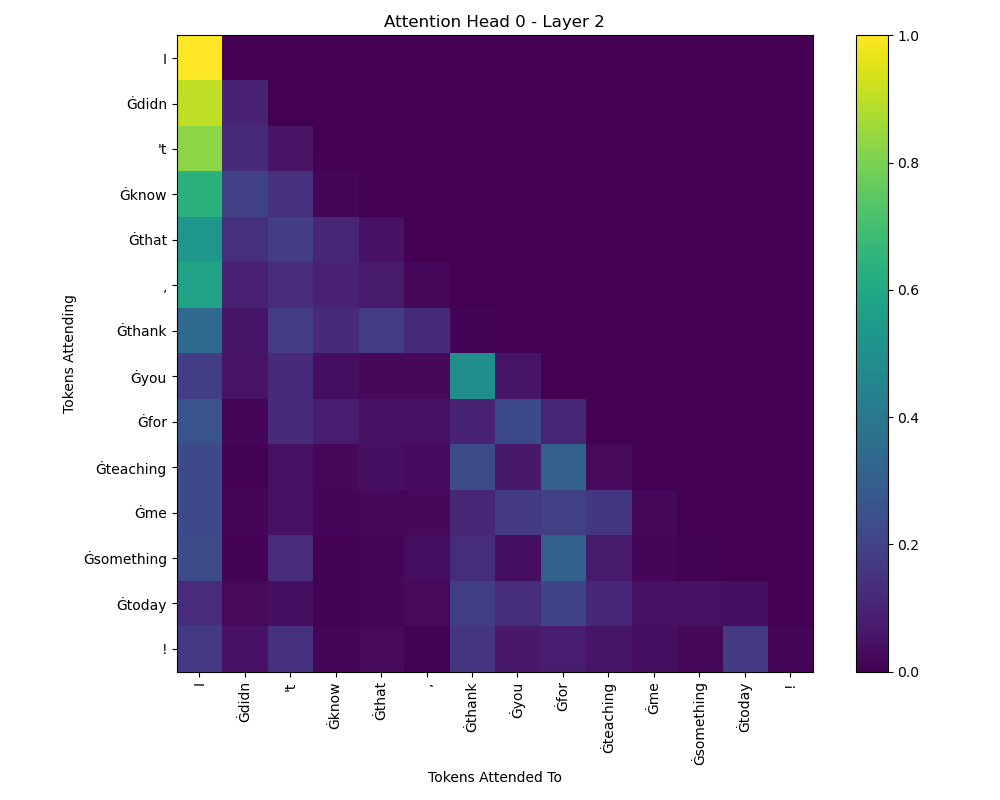 Attention Head 0 - Layer 2
Tokens Attending
I
Ġdidn
't
Ġknow
Ġthat
,
Ġthank
Ġyou
Ġfor
Ġteaching
Ġme
Ġsomething
Ġtoday
!
I
Ġdidn
't
Ġknow
Ġthat
,
Ġthank
Ġyou
Ġfor
Ġteaching
Ġme
Ġsomething
Ġtoday
!
Tokens Attended To
1.0
0.8
0.6
0.4
0.2
0.0